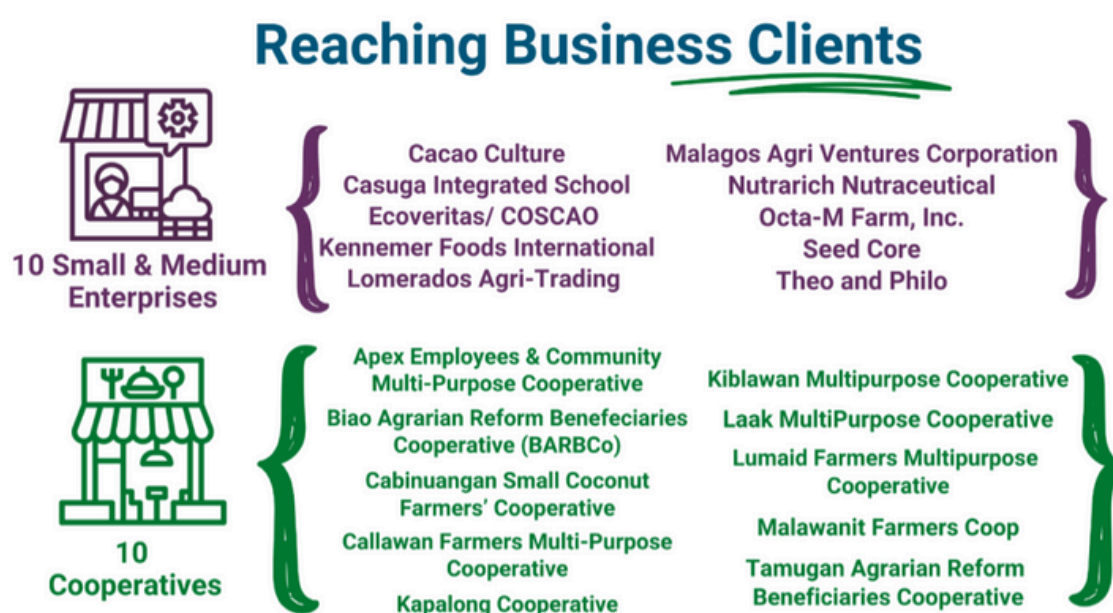 Reaching Business Clients
10 Small & Medium
Enterprises
Cacao Culture
Casuga Integrated School
Ecoveritas/ COSCAO
Kennemer Foods International
Lomerados Agri-Trading
Malagos Agri Ventures Corporation
Nutrarich Nutraceutical
Octa-M Farm, Inc.
Seed Core
Theo and Philo
10
Cooperatives
Apex Employees & Community
Multi-Purpose Cooperative
Biao Agrarian Reform Benefeciaries
Cooperative (BARBCo)
Cabinuangan Small Coconut
Farmers’ Cooperative
Callawan Farmers Multi-Purpose
Cooperative
Kapalong Cooperative
Kiblawan Multipurpose Cooperative
Laak MultiPurpose Cooperative
Lumaid Farmers Multipurpose
Cooperative
Malawanit Farmers Coop
Tamugan Agrarian Reform
Beneficiaries Cooperative